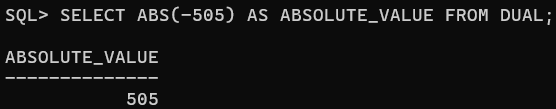 SQL> SELECT ABS(-505) AS ABSOLUTE_VALUE FROM DUAL;
ABSOLUTE_VALUE
--------------
505